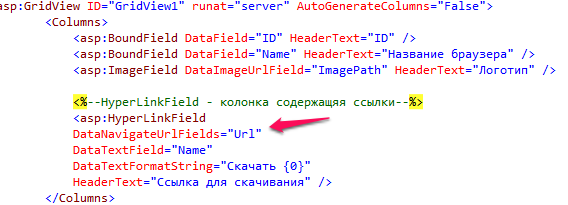 asp:GridView ID="GridView1" runat="server" AutoGenerateColumns="False">
<Columns>
<asp:BoundField DataField="ID" HeaderText="ID" />
<asp:BoundField DataField="Name" HeaderText="Название браузера" />
<asp:ImageField DataImageUrlField="ImagePath" HeaderText="Логотип" />
<%--HyperLinkField - колонка содержащяя ссылки--%>
<asp:HyperLinkField
DataNavigateUrlFields="Url"
DataTextField="Name"
DataTextFormatString="Скачать {0}"
HeaderText="Ссылка для скачивания" />
</Columns>